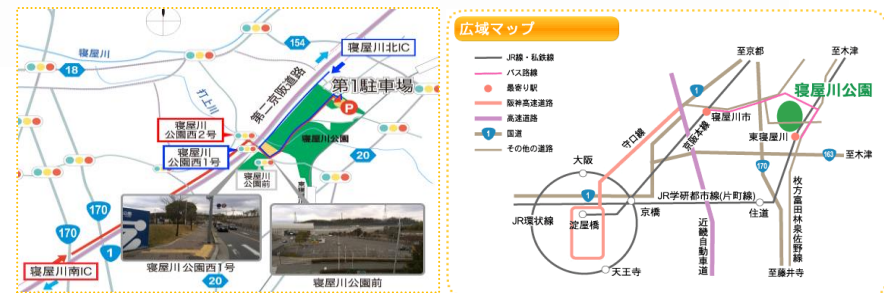 寝屋川
154
寝屋川北IC
18
打上川
第二京阪道路
第1駐車場
P
寝屋川
公園西2号
寝屋川
公園西1号
寝屋川公園
20
寝屋川
公園前
170
170
1
寝屋川南IC
寝屋川公園西1号
20
寝屋川公園前
広域マップ
JR線・私鉄線
バス路線
最寄り駅
阪神高速道路
高速道路
1
国道
その他の道路
至京都
至木津
1
寝屋川公園
寝屋川市
京阪本線
守口線
東寝屋川
163
至木津
170
大阪
1
JR学研都市線(片町線)
JR環状線
淀屋橋
京橋
住道
近畿自動車道
枚方富田林泉佐野線
天王寺
至藤井寺